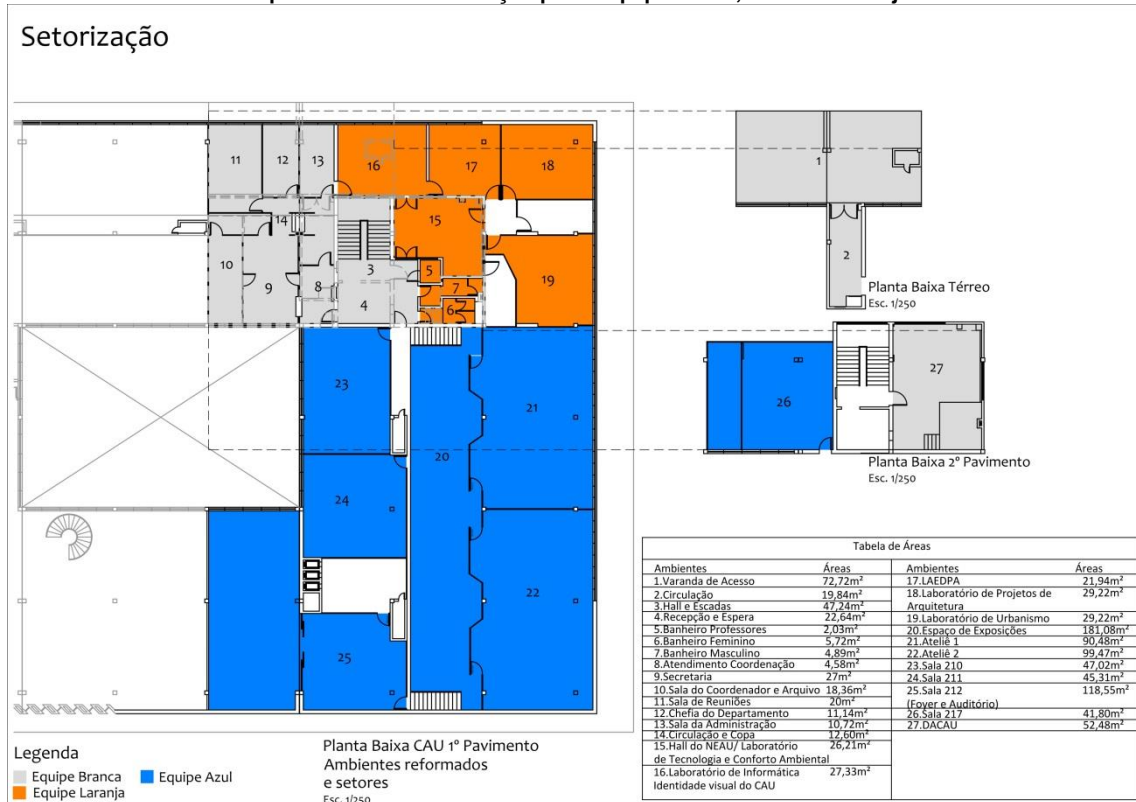 Setorização
11
12
13
16
17
18
14
15
10
9
8
3
4
5
7
6
19
23
21
20
24
22
25
1
2
Planta Baixa Térreo
Esc. 1/250
26
27
Planta Baixa 2º Pavimento
Esc. 1/250
Legenda
Equipe Branca
Equipe Azul
Equipe Laranja
Planta Baixa CAU 1º Pavimento
Ambientes reformados
e setores
Esc. 1/250
Tabela de Áreas
Ambientes Áreas
1.Varanda de Acesso 72,72m²
2.Circulação 19,84m²
3.Hall e Escadas 47,24m²
4.Recepção e Espera 22,64m²
5.Banheiro Professores 2,03m²
6.Banheiro Feminino 5,72m²
7.Banheiro Masculino 4,89m²
8.Atendimento Coordenação 4,58m²
9.Secretaria 27m²
10.Sala do Coordenador e Arquivo 18,36m²
11.Sala de Reuniões 20m²
12.Chefia do Departamento 11,14m²
13.Sala da Administração 10,72m²
14.Circulação e Copa 12,60m²
15.Hall do NEAU/ Laboratório 26,21m²
de Tecnologia e Conforto Ambiental
16.Laboratório de Informática 27,33m²
Identidade visual do CAU
Ambientes Áreas
17.LAEDPA 21,94m²
18.Laboratório de Projetos de 29,22m²
Arquitetura
19.Laboratório de Urbanismo 29,22m²
20.Espaço de Exposições 181,08m²
21.Ateliê 1 90,48m²
22.Ateliê 2 99,47m²
23.Sala 210 47,02m²
24.Sala 211 45,31m²
25.Sala 212 118,55m²
(Foyer e Auditório)
26.Sala 217 41,80m²
27.DACAU 52,48m²